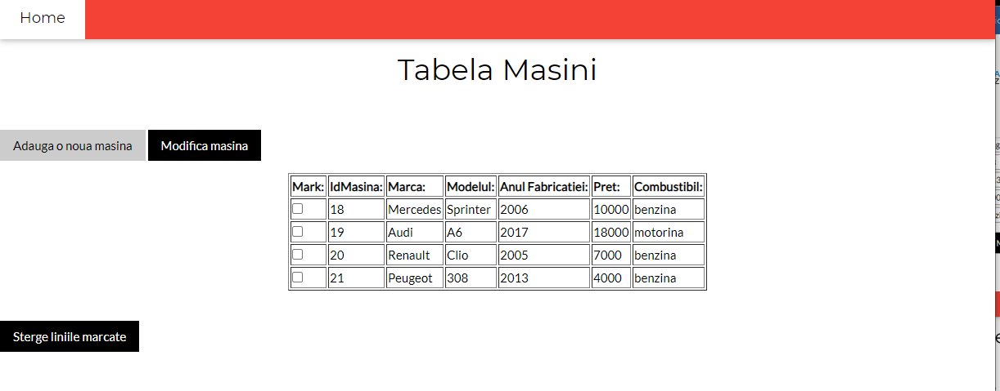 Home
Tabela Masini
Adauga o noua masina Modifica masina
Mark: IdMasina: Marca: Modelul: Anul Fabricatiei: Pret: Combustibil:
18 Mercedes Sprinter 2006 10000 benzina
19 Audi A6 2017 18000 motorina
20 Renault Clio 2005 7000 benzina
21 Peugeot 308 2013 4000 benzina
Sterge liniile marcate